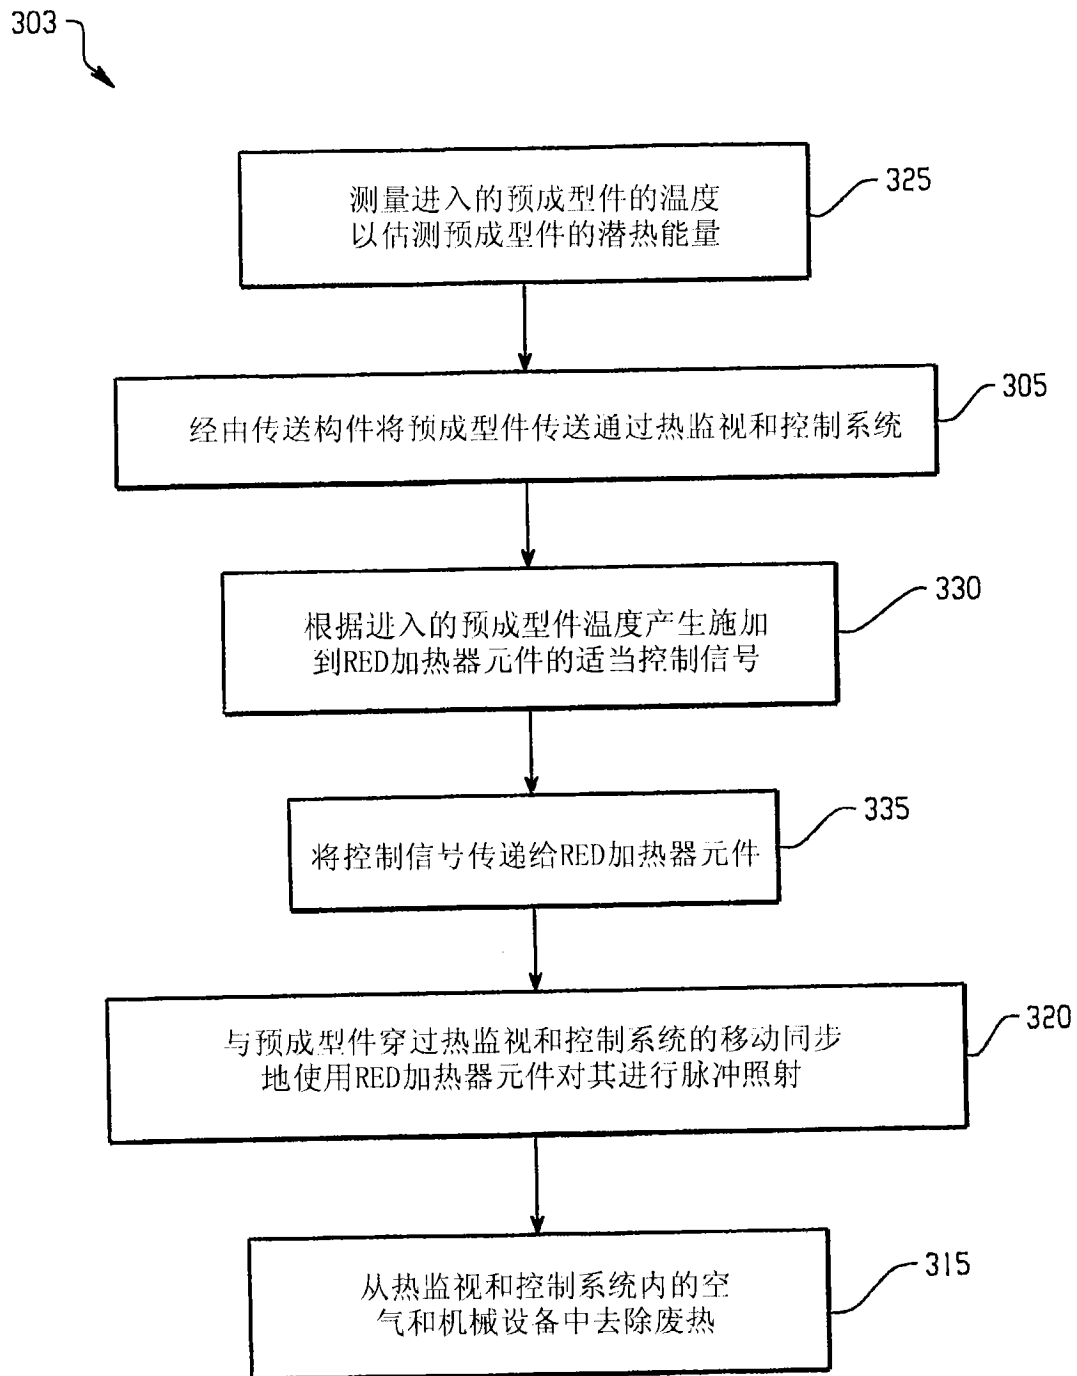 303
测量进入的预成型件的温度
以估测预成型件的潜热能量
325
经由传送构件将预成型件传送通过热监视和控制系统
305
根据进入的预成型件温度产生施加
到RED加热器元件的适当控制信号
330
将控制信号传递给RED加热器元件
335
与预成型件穿过热监视和控制系统的移动同步
地使用RED加热器元件对其进行脉冲照射
320
从热监视和控制系统内的空
气和机械设备中去除废热
315